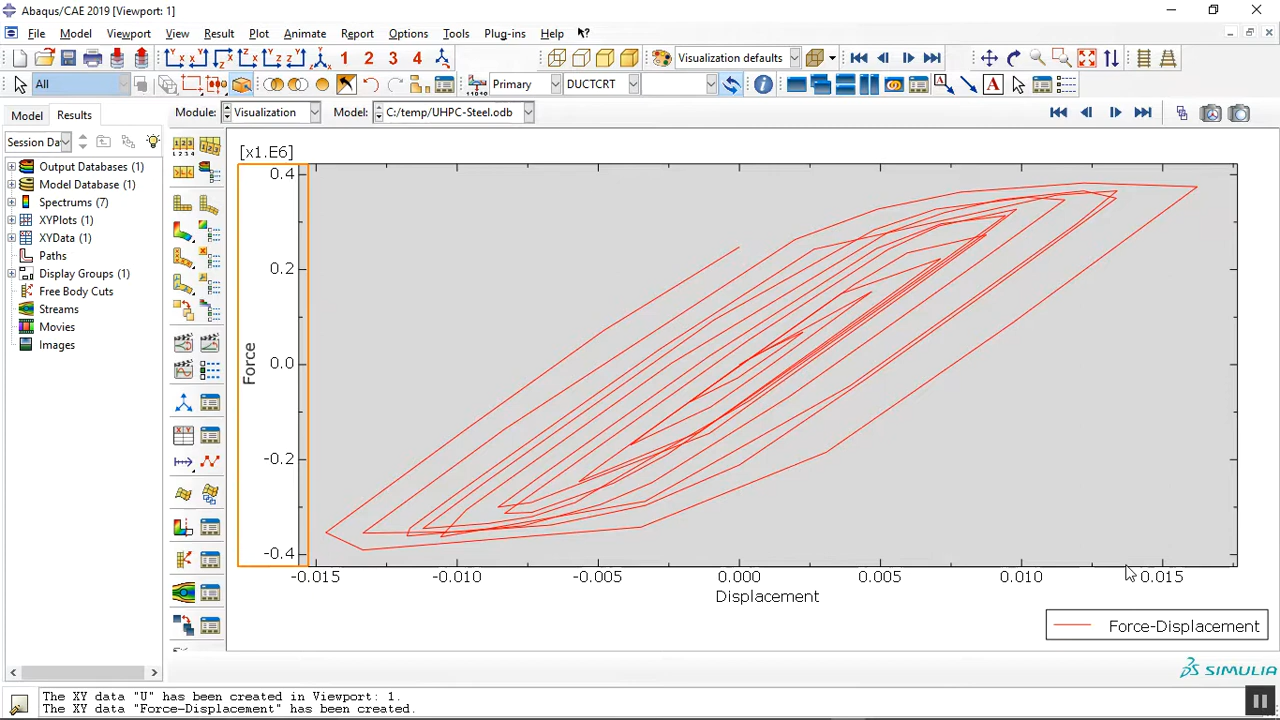 Abaqus/CAE 2019 [Viewport: 1]
File Model Viewport View Result Plot Animate Report Options Tools Plug-ins Help
1 2 3 4 Visualization defaults
All Primary DUCTCRT
Model Results Module: Visualization Model: C:/temp/UHPC-Steel.odb
Session Da
Output Databases (1)
Model Database (1)
Spectrums (7)
XYPlots (1)
XYData (1)
Paths
Display Groups (1)
Free Body Cuts
Streams
Movies
Images
[x1.E6]
0.4
0.2
0.0
-0.2
-0.4
Force
-0.015 -0.010 -0.005 0.000 0.005 0.010 0.015
Displacement
Force-Displacement
SIMULIA
The XY data "U" has been created in Viewport: 1.
The XY data "Force-Displacement" has been created.